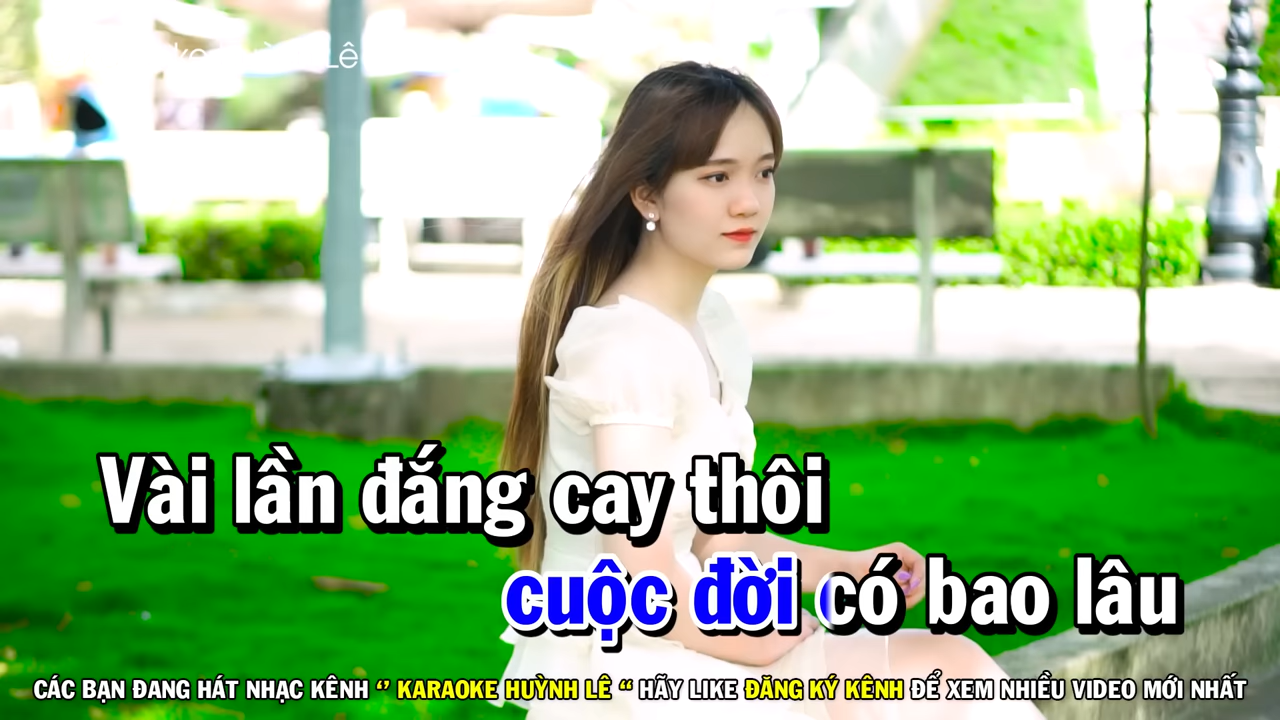 Lê
Vài lần đắng cay thôi
cuộc đời có bao lâu
CÁC BẠN ĐANG HÁT NHẠC KÊNH ‘’ KARAOKE HUỲNH LÊ “ HÃY LIKE ĐĂNG KÝ KÊNH ĐỂ XEM NHIỀU VIDEO MỚI NHẤT